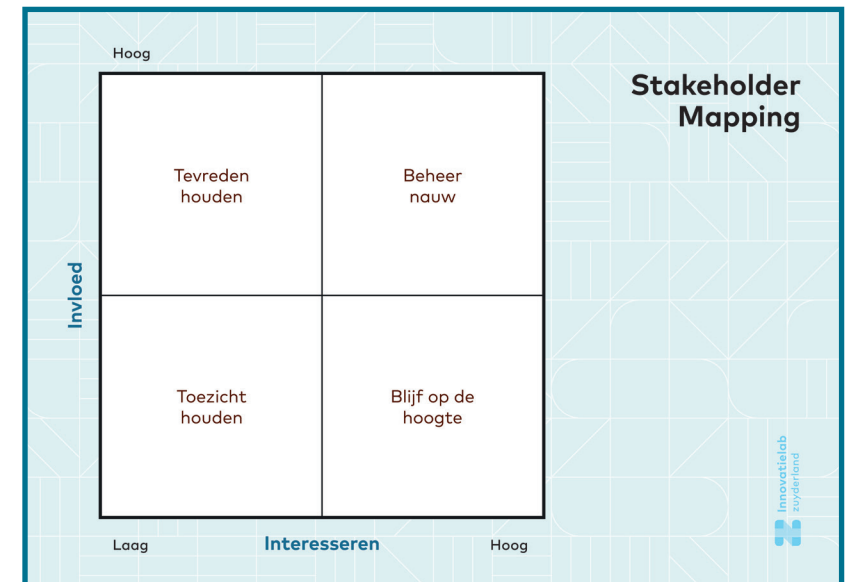 Hoog
Stakeholder
Mapping
Tevreden
houden
Beheer
nauw
Invloed
Toezicht
houden
Blijf op de
hoogte
Innovatielab
zuyderland
Laag
Interesseren
Hoog